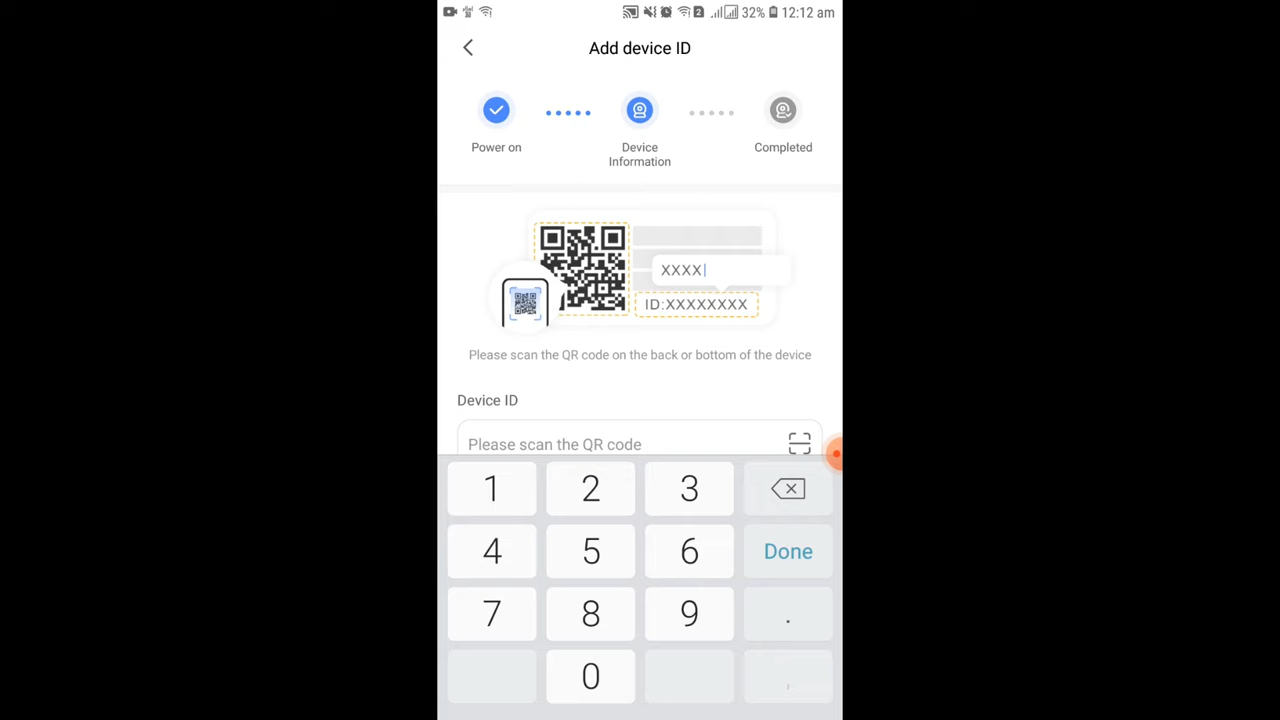 2 32% 12:12 am
Add device ID
Power on
Device
Information
Completed
XXXX
ID:XXXXXXXX
Please scan the QR code on the back or bottom of the device
Device ID
Please scan the QR code
1 2 3
4 5 6 Done
7 8 9 .
0 ,